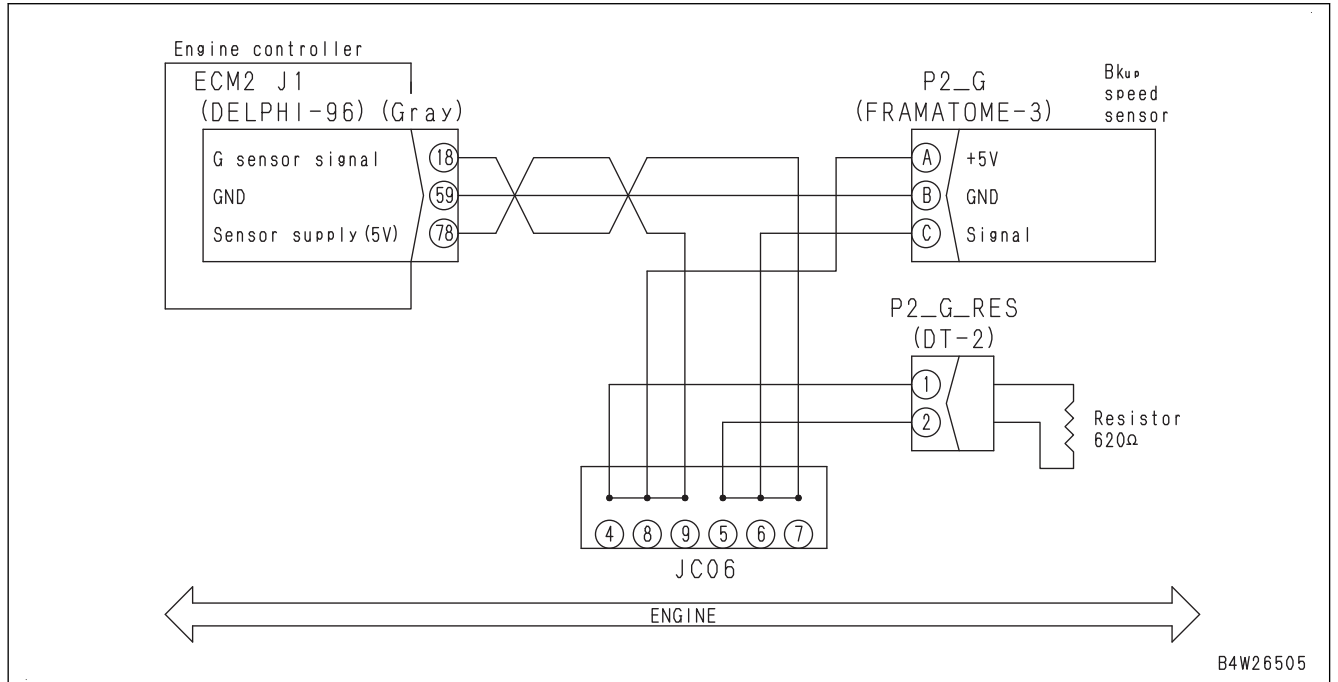 Engine controller
ECM2 J1
(DELPHI-96) (Gray)
G sensor signal 18
GND 59
Sensor supply(5V) 78
P2_G
(FRAMATOME-3)
Bkup
speed
sensor
A +5V
B GND
C Signal
P2_G_RES
(DT-2)
1
2
Resistor
620Ω
4 8 9 5 6 7
JC06
ENGINE
B4W26505